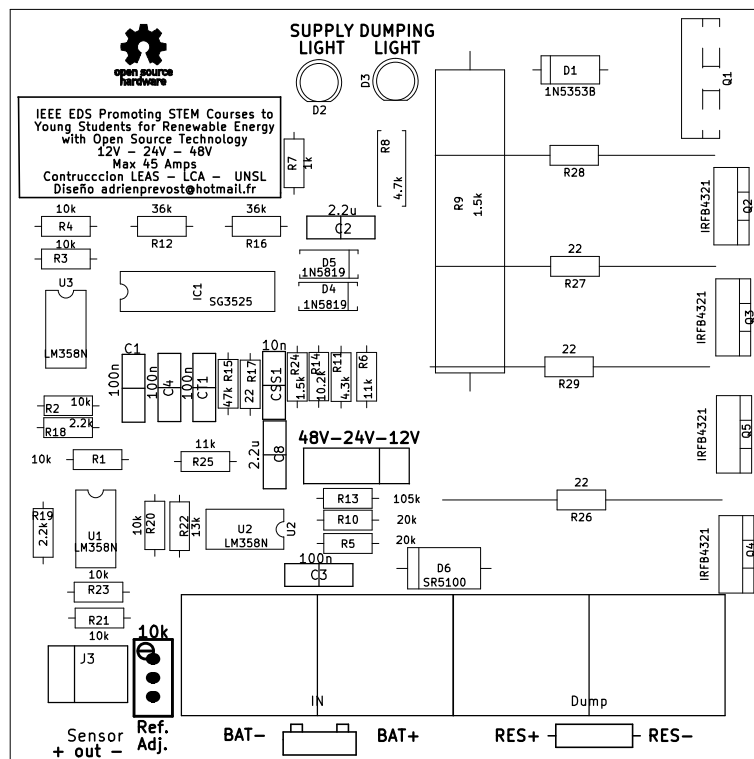 open source
hardware
SUPPLY DUMPING
LIGHT LIGHT
D2
D3
D1
1N5353B
Q1
IEEE EDS Promoting STEM Courses to
Young Students for Renewable Energy
with Open Source Technology
12V - 24V - 48V
Max 45 Amps
Contrucccion LEAS - LCA - UNSL
Diseño adrienprevost@hotmail.fr
R7
1k
R8
4.7k
R9
1.5k
R28
IRFB4321
Q2
10k
R4
36k
R12
36k
R16
2.2u
C2
10k
R3
D5
1N5819
D4
1N5819
22
R27
IRFB4321
Q3
U3
LM358N
IC1
SG3525
C1
100n
100n
C4
100n
CT1
R15
47k
R17
22
10n
CSS1
R24
1.5k
R14
10.2k
R11
4.3k
R6
11k
22
R29
R2
10k
R18
2.2k
10k
R1
11k
R25
2.2u
C8
48V-24V-12V
IRFB4321
Q5
R13
105k
R10
20k
R5
20k
22
R26
R19
2.2k
U1
LM358N
10k
R20
R22
13k
U2
LM358N
U2
100n
C3
D6
SR5100
IRFB4321
Q4
10k
R23
R21
10k
J3
10k
IN
Dump
Sensor
+ out -
Ref.
Adj.
BAT-
BAT+
RES+
RES-